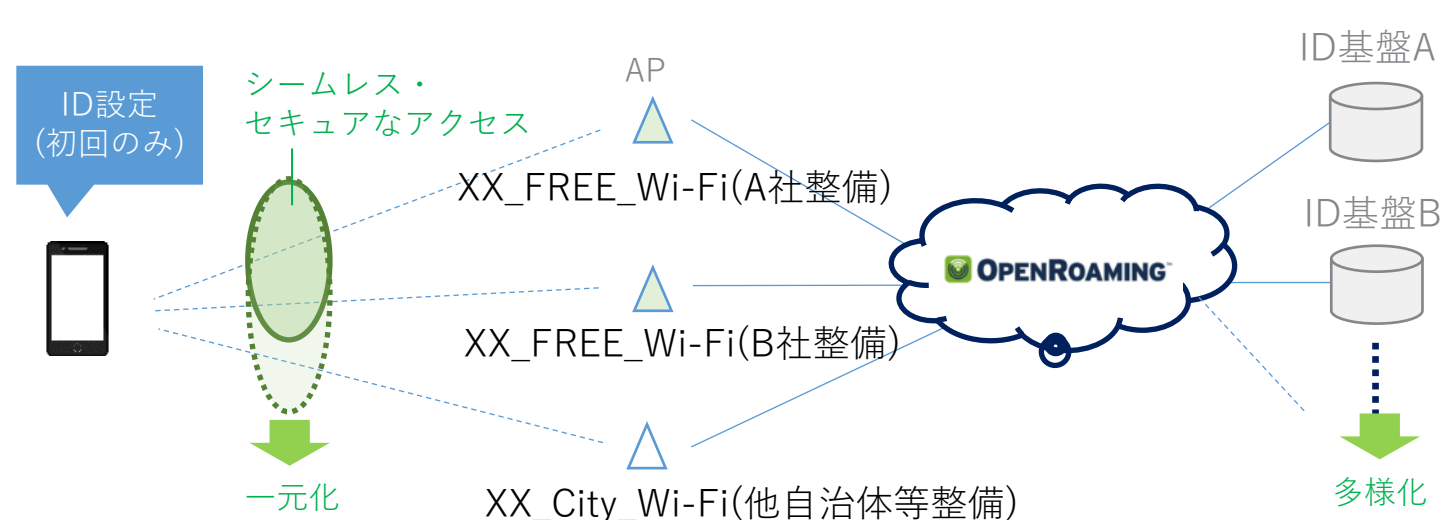 ID設定
(初回のみ)
シームレス・
セキュアなアクセス
AP
XX_FREE_Wi-Fi(A社整備)
XX_FREE_Wi-Fi(B社整備)
XX_City_Wi-Fi(他自治体等整備)
OPENROAMING™
ID基盤A
ID基盤B
一元化
多様化